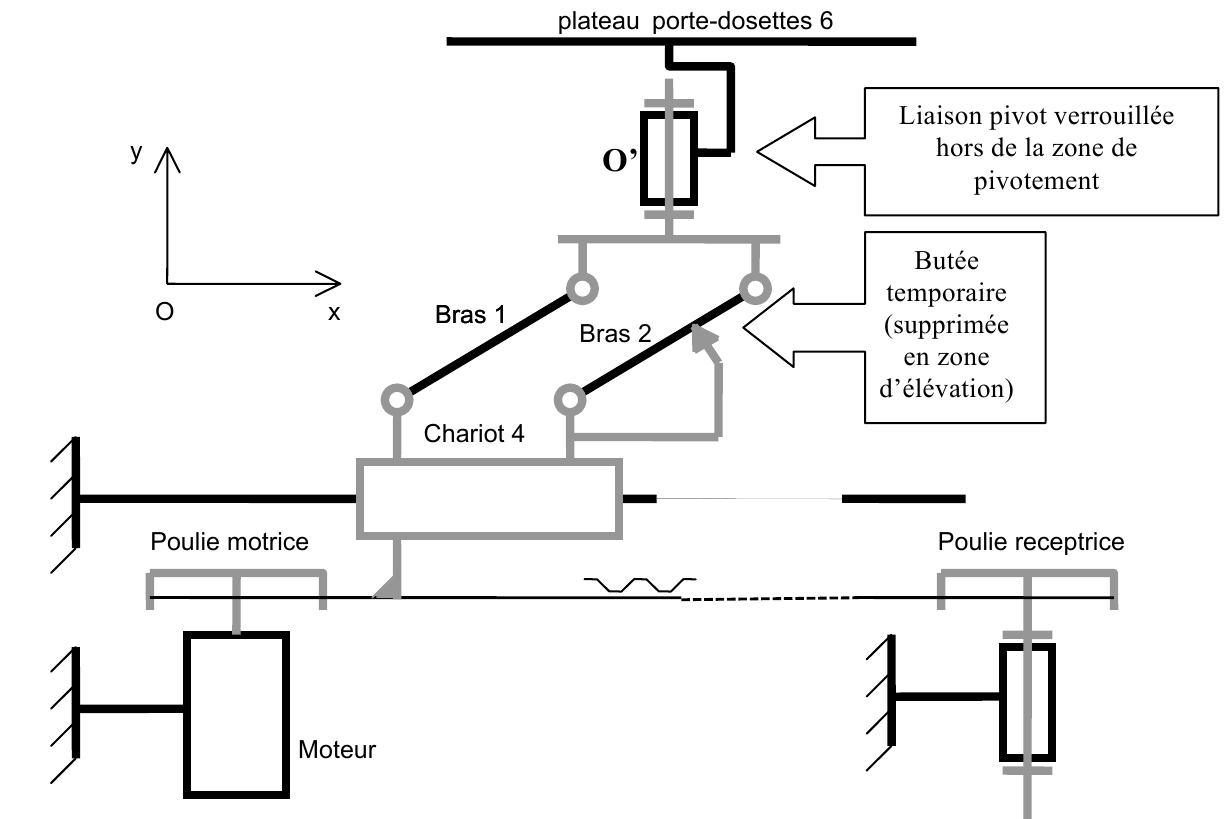 plateau porte-dosettes 6
Liaison pivot verrouillée
hors de la zone de
pivotement
y
O'
Butée
temporaire
(supprimée
en zone
d'élévation)
O
x
Bras 1
Bras 2
Chariot 4
Poulie motrice
Poulie receptrice
Moteur